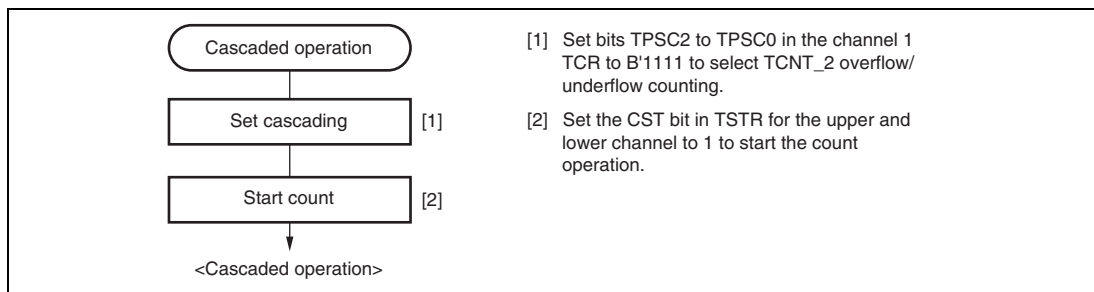 Cascaded operation
Set cascading
[1]
Start count
[2]
<Cascaded operation>
[1] Set bits TPSC2 to TPSC0 in the channel 1
TCR to B'1111 to select TCNT_2 overflow/
underflow counting.
[2] Set the CST bit in TSTR for the upper and
lower channel to 1 to start the count
operation.